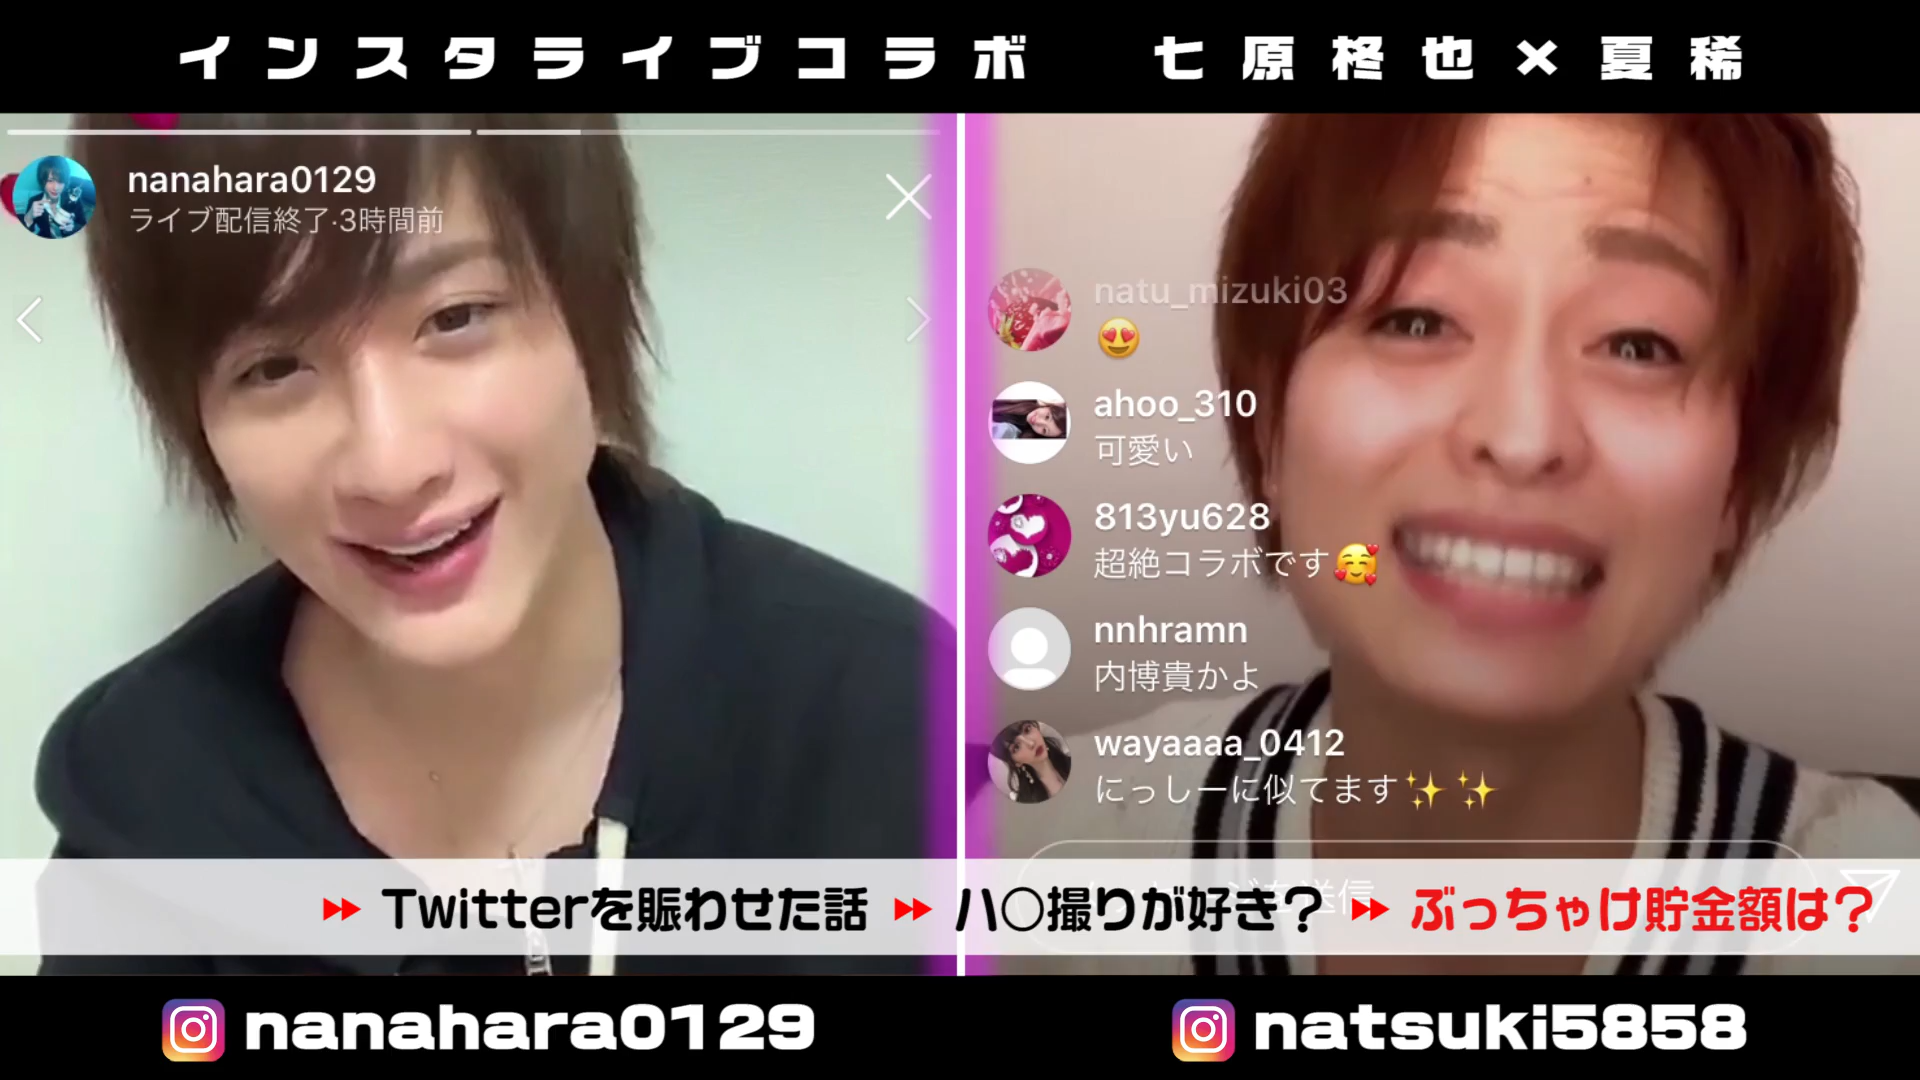 インスタライブコラボ 七原柊也×夏稀
nanahara0129
ライブ配信終了·3時間前
natu_mizuki03
😍
ahoo_310
可愛い
813yu628
超絶コラボです🥰
nnhramn
内博貴かよ
wayaaaa_0412
にっしーに似てます✨✨
Twitterを賑わせた話 ハ○撮りが好き? ぶっちゃけ貯金額は?
nanahara0129
natsuki5858